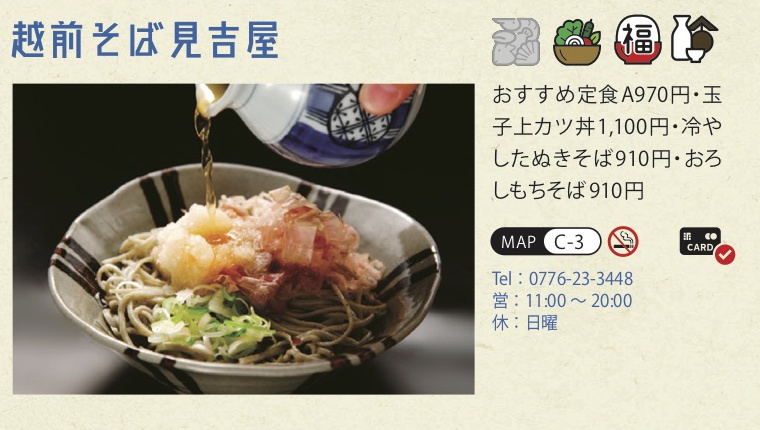 越前そば見吉屋
福
おすすめ定食A970円・玉
子上カツ丼1,100円・冷や
したぬきそば910円・おろ
しもちそば910円
MAP C-3
CARD
Tel：0776-23-3448
営：11:00 ～ 20:00
休：日曜